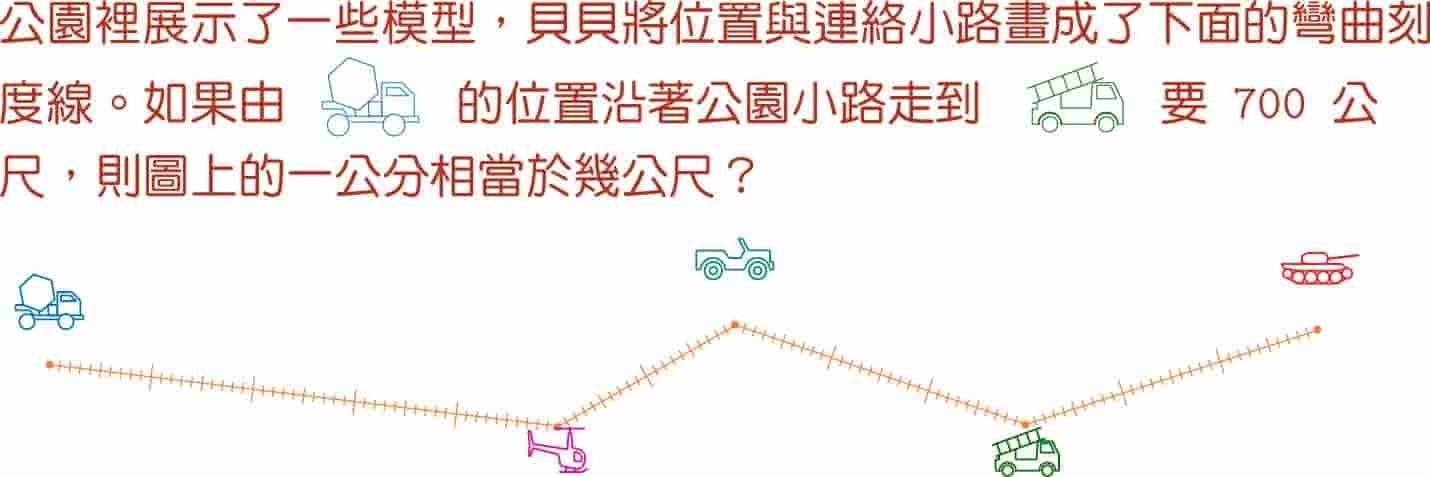 公園裡展示了一些模型，貝貝將位置與連絡小路畫成了下面的彎曲刻
度線。如果由 的位置沿著公園小路走到 要 700 公
尺，則圖上的一公分相當於幾公尺？